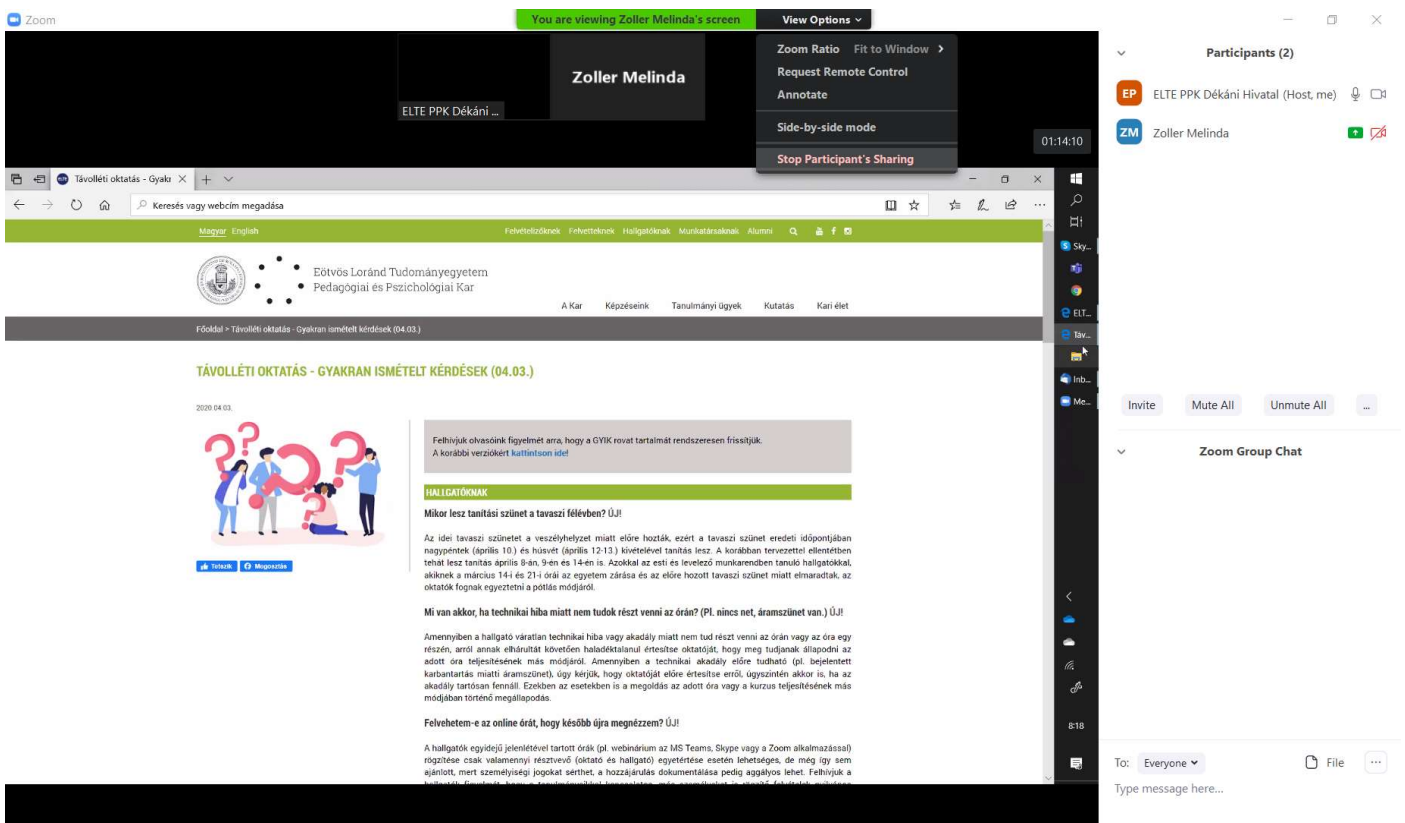 Zoom
You are viewing Zoller Melinda's screen
View Options
Zoom Ratio Fit to Window
Request Remote Control
Annotate
Side-by-side mode
Stop Participant's Sharing
ELTE PPK Dékáni ...
Zoller Melinda
01:14:10
Participants (2)
EP ELTE PPK Dékáni Hivatal (Host, me)
ZM Zoller Melinda
Invite Mute All Unmute All ...
Zoom Group Chat
To: Everyone File ...
Type message here...
Távolléti oktatás - Gyakr
Keresés vagy webcím megadása
Magyar English Felvételizőknek Felvetteknek Hallgatóknak Munkatársaknak Alumni
Eötvös Loránd Tudományegyetem
Pedagógiai és Pszichológiai Kar
A Kar Képzéseink Tanulmányi ügyek Kutatás Kari élet
Főoldal > Távolléti oktatás - Gyakran ismételt kérdések (04.03.)
TÁVOLLÉTI OKTATÁS - GYAKRAN ISMÉTELT KÉRDÉSEK (04.03.)
2020.04.03.
Tetszik Megosztás
Felhívjuk olvasóink figyelmét arra, hogy a GYIK rovat tartalmát rendszeresen frissítjük.
A korábbi verziókért kattintson ide!
HALLGATÓKNAK
Mikor lesz tanítási szünet a tavaszi félévben? ÚJ!
Az idei tavaszi szünetet a veszélyhelyzet miatt előre hozták, ezért a tavaszi szünet eredeti időpontjában
nagypéntek (április 10.) és húsvét (április 12-13.) kivételével tanítás lesz. A korábban tervezettel ellentétben
tehát lesz tanítás április 8-án, 9-én és 14-én is. Azokkal az esti és levelező munkarendben tanuló hallgatókkal,
akiknek a március 14-i és 21-i órái az egyetem zárása és az előre hozott tavaszi szünet miatt elmaradtak, az
oktatók fognak egyeztetni a pótlás módjáról.
Mi van akkor, ha technikai hiba miatt nem tudok részt venni az órán? (Pl. nincs net, áramszünet van.) ÚJ!
Amennyiben a hallgató váratlan technikai hiba vagy akadály miatt nem tud részt venni az órán vagy az óra egy
részén, arról annak elhárultát követően haladéktalanul értesítse oktatóját, hogy meg tudjanak állapodni az
adott óra teljesítésének más módjáról. Amennyiben a technikai akadály előre tudható (pl. bejelentett
karbantartás miatti áramszünet), úgy kérjük, hogy oktatóját előre értesítse erről, úgyszintén akkor is, ha az
akadály tartósan fennáll. Ezekben az esetekben is a megoldás az adott óra vagy a kurzus teljesítésének más
módjában történő megállapodás.
Felvehetem-e az online órát, hogy később újra megnézzem? ÚJ!
A hallgatók egyidejű jelenlétével tartott órák (pl. webinárium az MS Teams, Skype vagy a Zoom alkalmazással)
rögzítése csak valamennyi résztvevő (oktató és hallgató) egyetértése esetén lehetséges, de még így sem
ajánlott, mert személyiségi jogokat sérthet, a hozzájárulás dokumentálása pedig aggályos lehet. Felhívjuk a
Sky...
ELT...
Táv...
Inb...
Me...
8:18